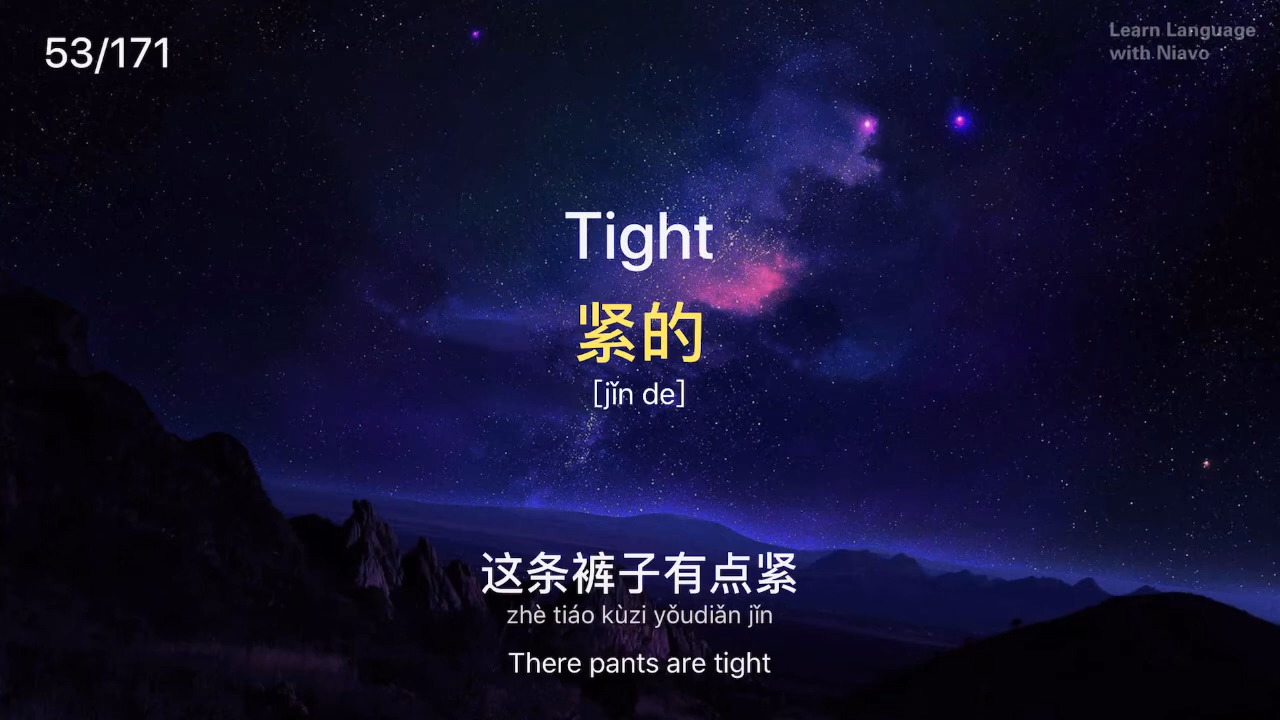 53/171
Learn Language
with Niavo
Tight
紧的
[jǐn de]
这条裤子有点紧
zhè tiáo kùzi yǒudiǎn jǐn
There pants are tight